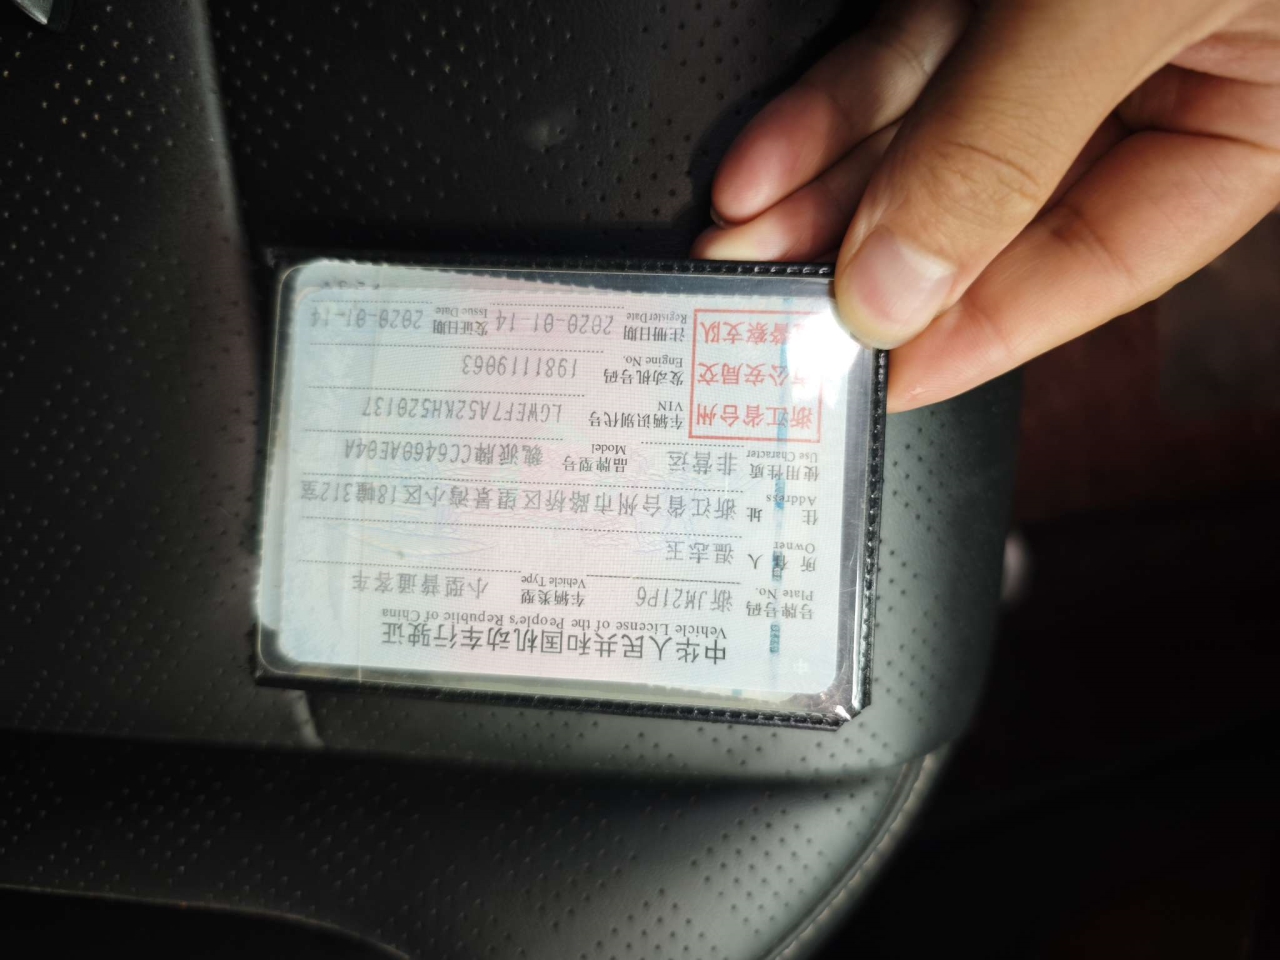 中华人民共和国机动车行驶证
Vehicle License of the People's Republic of China
号牌号码 浙JM21P6 车辆类型 小型普通客车
Plate No. Vehicle Type
所有人 温志玉
Owner
住址 浙江省台州市路桥区望景湾小区18幢312室
Address
使用性质 非营运 品牌型号 魏派牌CC6460AE04A
Use Character Model
浙江省台州
公安局交
警察支队
车辆识别代号 LGWEF7A52KH520137
VIN
发动机号码 1981119063
Engine No.
注册日期 2020-01-14 发证日期 2020-01-14
Register Date Issue Date